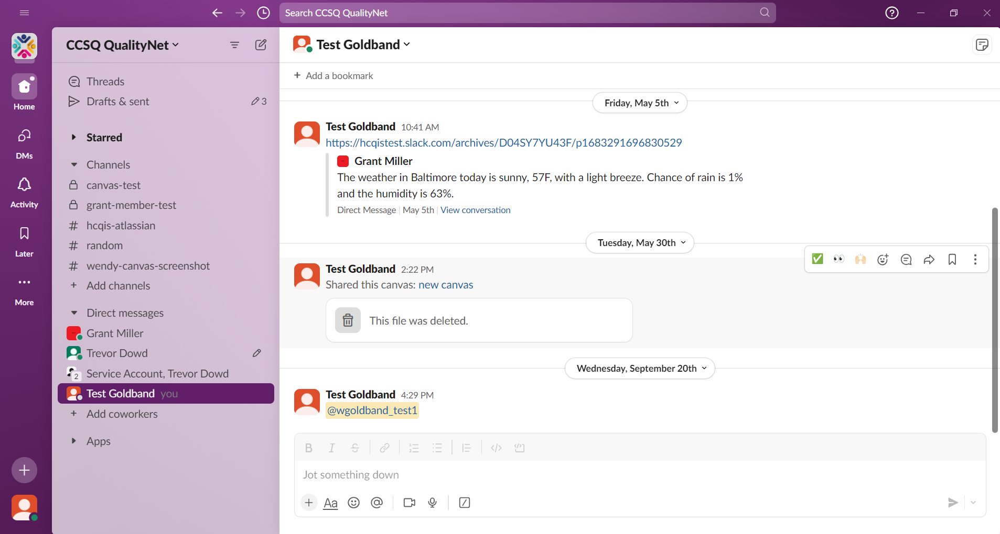 Search CCSQ QualityNet
CCSQ QualityNet
Home
DMs
Activity
Later
More
Threads
Drafts & sent 3
Starred
Channels
canvas-test
grant-member-test
hcqis-atlassian
random
wendy-canvas-screenshot
Add channels
Direct messages
Grant Miller
Trevor Dowd
2 Service Account, Trevor Dowd
Test Goldband you
Add coworkers
Apps
Test Goldband
+ Add a bookmark
Friday, May 5th
Test Goldband 10:41 AM
https://hcqistest.slack.com/archives/D04SY7YU43F/p1683291696830529
Grant Miller
The weather in Baltimore today is sunny, 57F, with a light breeze. Chance of rain is 1%
and the humidity is 63%.
Direct Message | May 5th | View conversation
Tuesday, May 30th
Test Goldband 2:22 PM
Shared this canvas: new canvas
This file was deleted.
Wednesday, September 20th
Test Goldband 4:29 PM
@wgoldband_test1
Jot something down
Aa